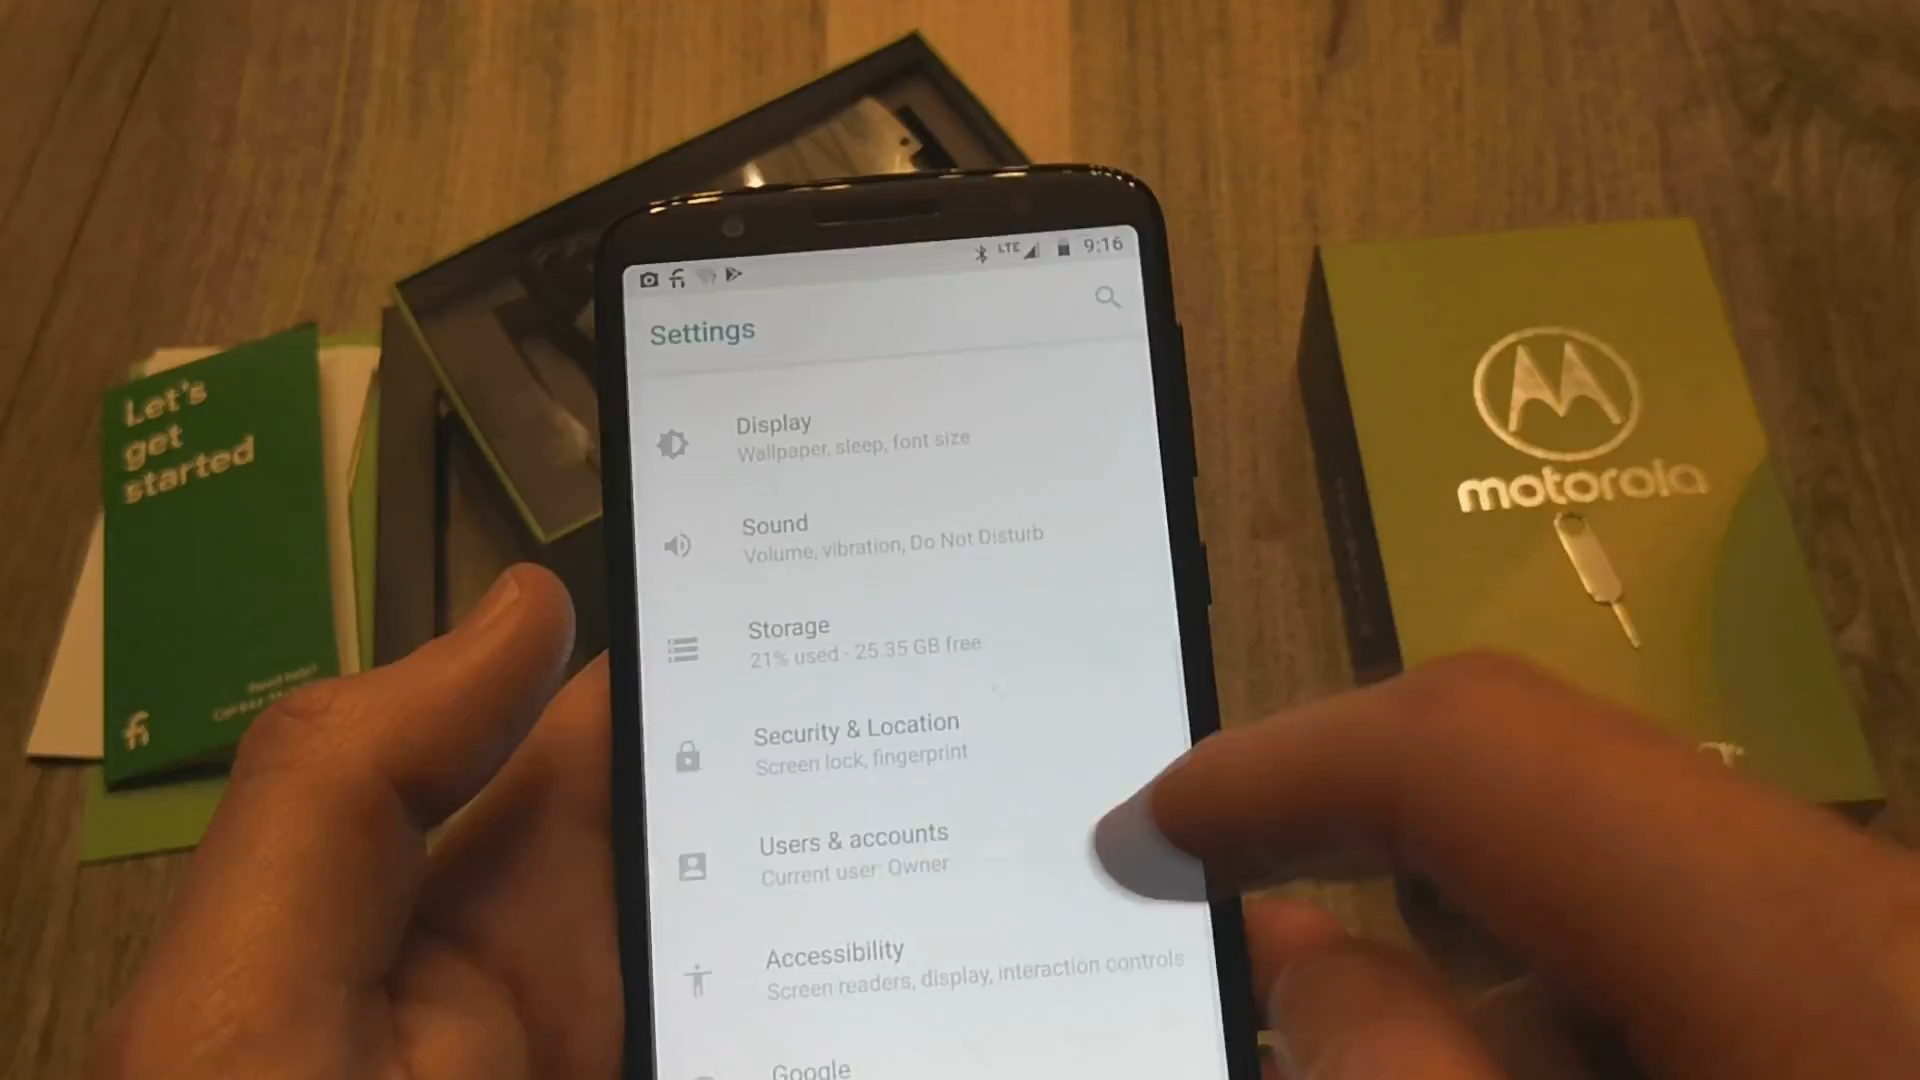 Let's
get
started
fi
LTE
9:16
Settings
Display
Wallpaper, sleep, font size
Sound
Volume, vibration, Do Not Disturb
Storage
21% used - 25.35 GB free
Security & Location
Screen lock, fingerprint
Users & accounts
Current user: Owner
Accessibility
Screen readers, display, interaction controls
Google
motorola